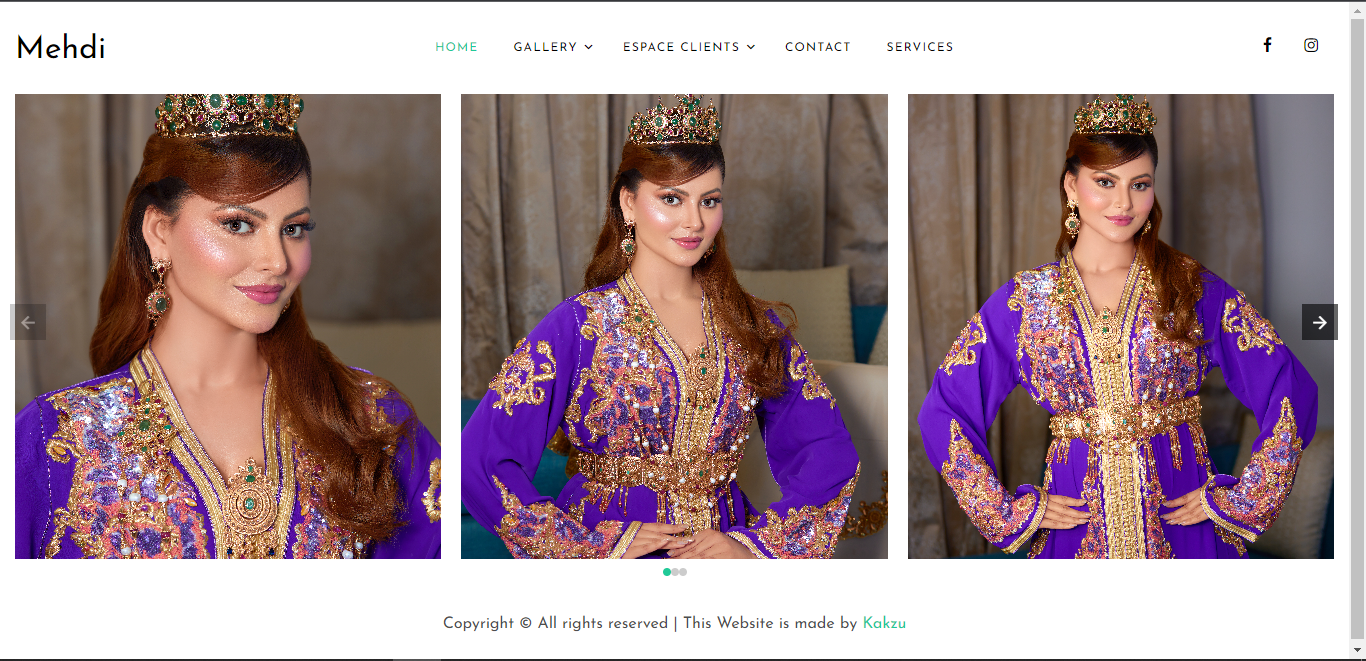 Mehdi
HOME GALLERY ESPACE CLIENTS CONTACT SERVICES
Copyright © All rights reserved | This Website is made by Kakzu